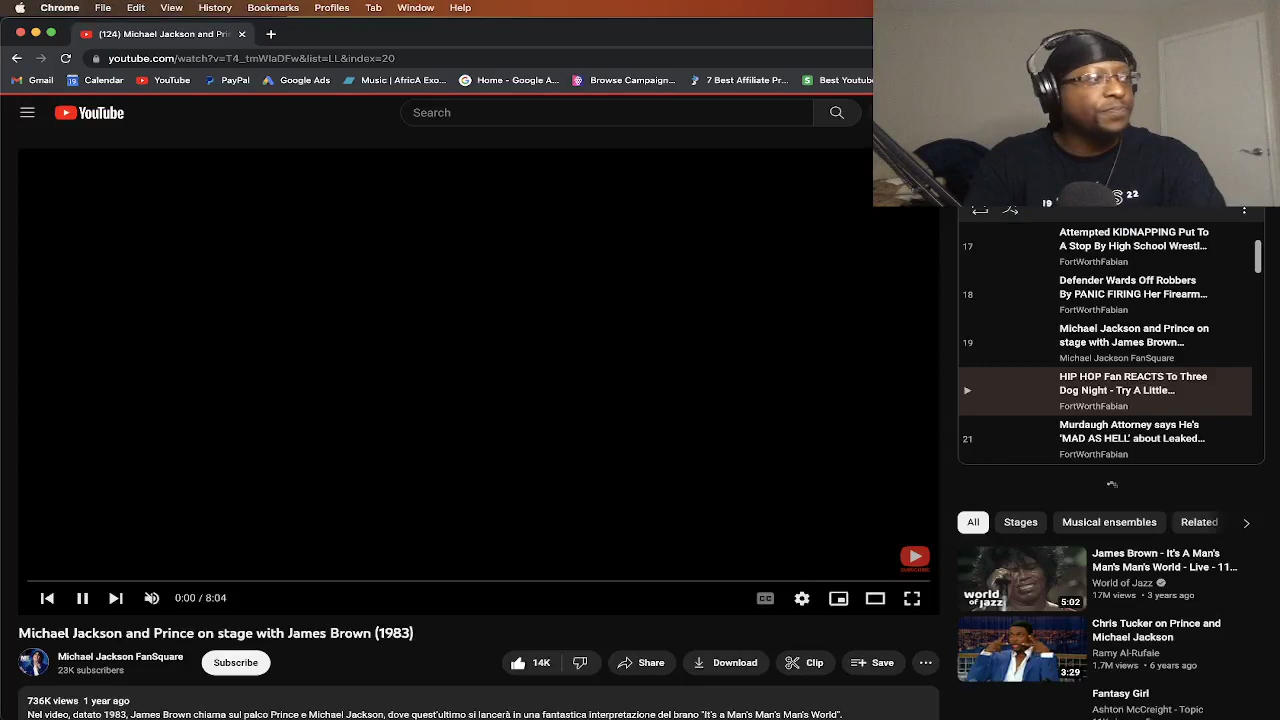 Chrome File Edit View History Bookmarks Profiles Tab Window Help
(124) Michael Jackson and Pri
youtube.com/watch?v=T4_tmWIaDFw&list=LL&index=20
Gmail Calendar YouTube PayPal Google Ads Music | Africa Exo... Home - Google A... Browse Campaign... 7 Best Affiliate Pr... Best Youtub
YouTube
Search
19 22
17
Attempted KIDNAPPING Put To
A Stop By High School Wrestl...
FortWorthFabian
18
Defender Wards Off Robbers
By PANIC FIRING Her Firearm...
FortWorthFabian
19
Michael Jackson and Prince on
stage with James Brown...
Michael Jackson FanSquare
HIP HOP Fan REACTS To Three
Dog Night - Try A Little...
FortWorthFabian
21
Murdaugh Attorney says He's
'MAD AS HELL' about Leaked...
FortWorthFabian
All Stages Musical ensembles Related
SUBSCRIBE
0:00 / 8:04
CC
Michael Jackson and Prince on stage with James Brown (1983)
Michael Jackson FanSquare
23K subscribers
Subscribe
14K Share Download Clip Save
736K views 1 year ago
Nel video, datato 1983, James Brown chiama sul palco Prince e Michael Jackson, dove quest'ultimo si lancerà in una fantastica interpretazione del brano "It's a Man's Man's Man's World".
world
of jazz
5:02
James Brown - It's A Man's
Man's Man's World - Live - 11...
World of Jazz
17M views • 3 years ago
3:29
Chris Tucker on Prince and
Michael Jackson
Ramy Al-Rufaie
1.7M views • 6 years ago
Fantasy Girl
Ashton McCreight - Topic